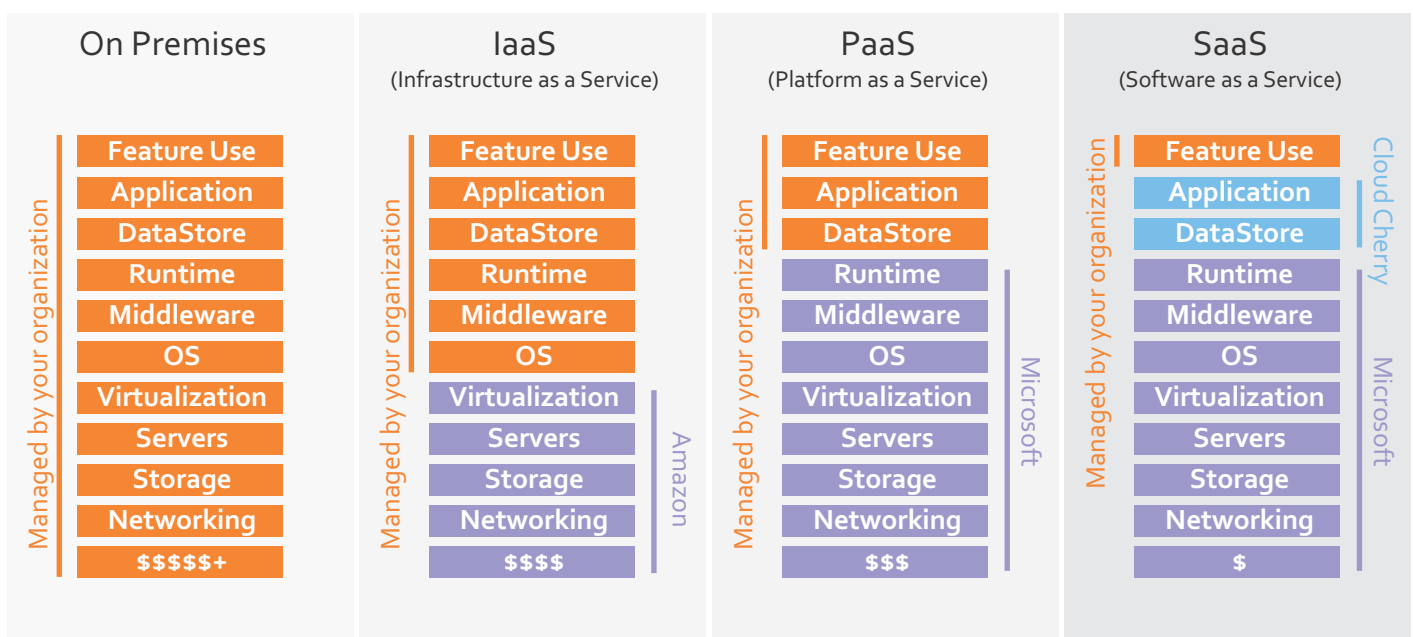 On Premises
Managed by your organization
Feature Use
Application
DataStore
Runtime
Middleware
OS
Virtualization
Servers
Storage
Networking
$$$$$+
IaaS
(Infrastructure as a Service)
Managed by your organization
Feature Use
Application
DataStore
Runtime
Middleware
OS
Virtualization
Servers
Storage
Networking
$$$$
Amazon
PaaS
(Platform as a Service)
Managed by your organization
Feature Use
Application
DataStore
Runtime
Middleware
OS
Virtualization
Servers
Storage
Networking
$$$
Microsoft
SaaS
(Software as a Service)
Managed by your organization
Feature Use
Application
DataStore
Runtime
Middleware
OS
Virtualization
Servers
Storage
Networking
$
Cloud Cherry
Microsoft